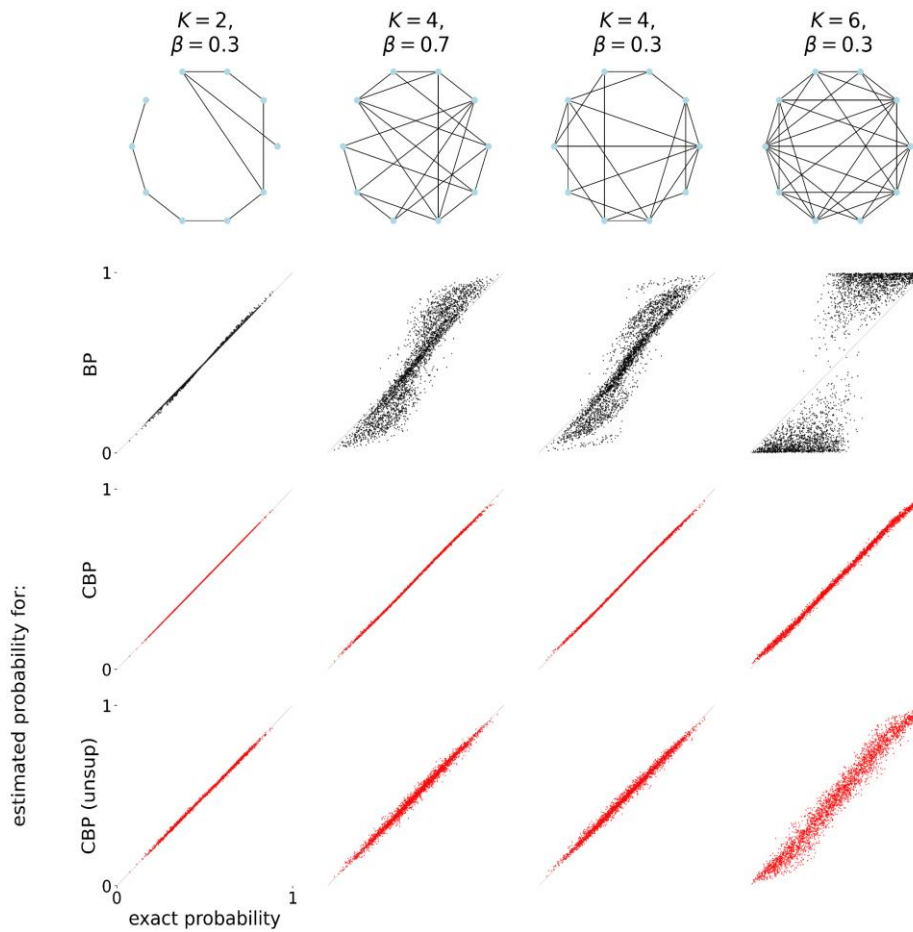 K = 2,
β = 0.3
K = 4,
β = 0.7
K = 4,
β = 0.3
K = 6,
β = 0.3
1
BP
0
1
CBP
0
estimated probability for:
1
CBP (unsup)
0
0
1
exact probability